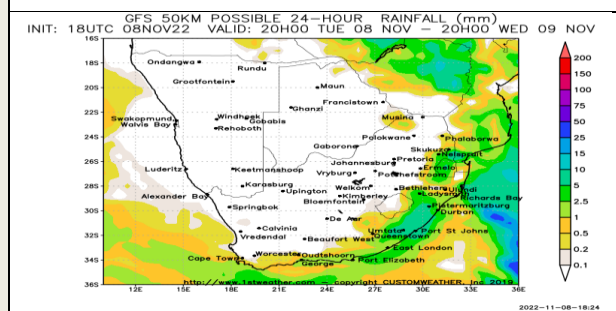 GFS 50KM POSSIBLE 24-HOUR RAINFALL (mm)
INIT: 18UTC 08NOV22 VALID: 20H00 TUE 08 NOV - 20H00 WED 09 NOV
16S
18S
20S
22S
24S
26S
28S
30S
32S
34S
36S
Ondangwa
Rundu
Grootfontein
Maun
Francistown
Ghanzi
Musina
Swakopmund
Windhoek
Gobabis
Walvis Bay
Rehoboth
Polokwane
Phalaborwa
Gaborone
Skukuza
Nelspruit
Johannesburg
Pretoria
Luderitz
Keetmanshoop
Vryburg
Potchefstroom
Ermelo
Karasburg
Upington
Welkom
Bethlehem
Ulundi
Alexander Bay
Kimberley
Ladysmith
Richards Bay
Springbok
Bloemfontein
Pietermaritzburg
Durban
De Aar
Calvinia
Umtata
Port St Johns
Vredendal
Beaufort West
Queenstown
East London
Cape Town
Worcester
Oudtshoorn
George
Port Elizabeth
http://www.1stweather.com - copyright CUSTOMWEATHER, Inc 2019
12E 15E 18E 21E 24E 27E 30E 33E 36E
200
150
100
75
50
25
15
10
5
2.5
1
0.5
0.2
0.1
2022-11-08-18:24